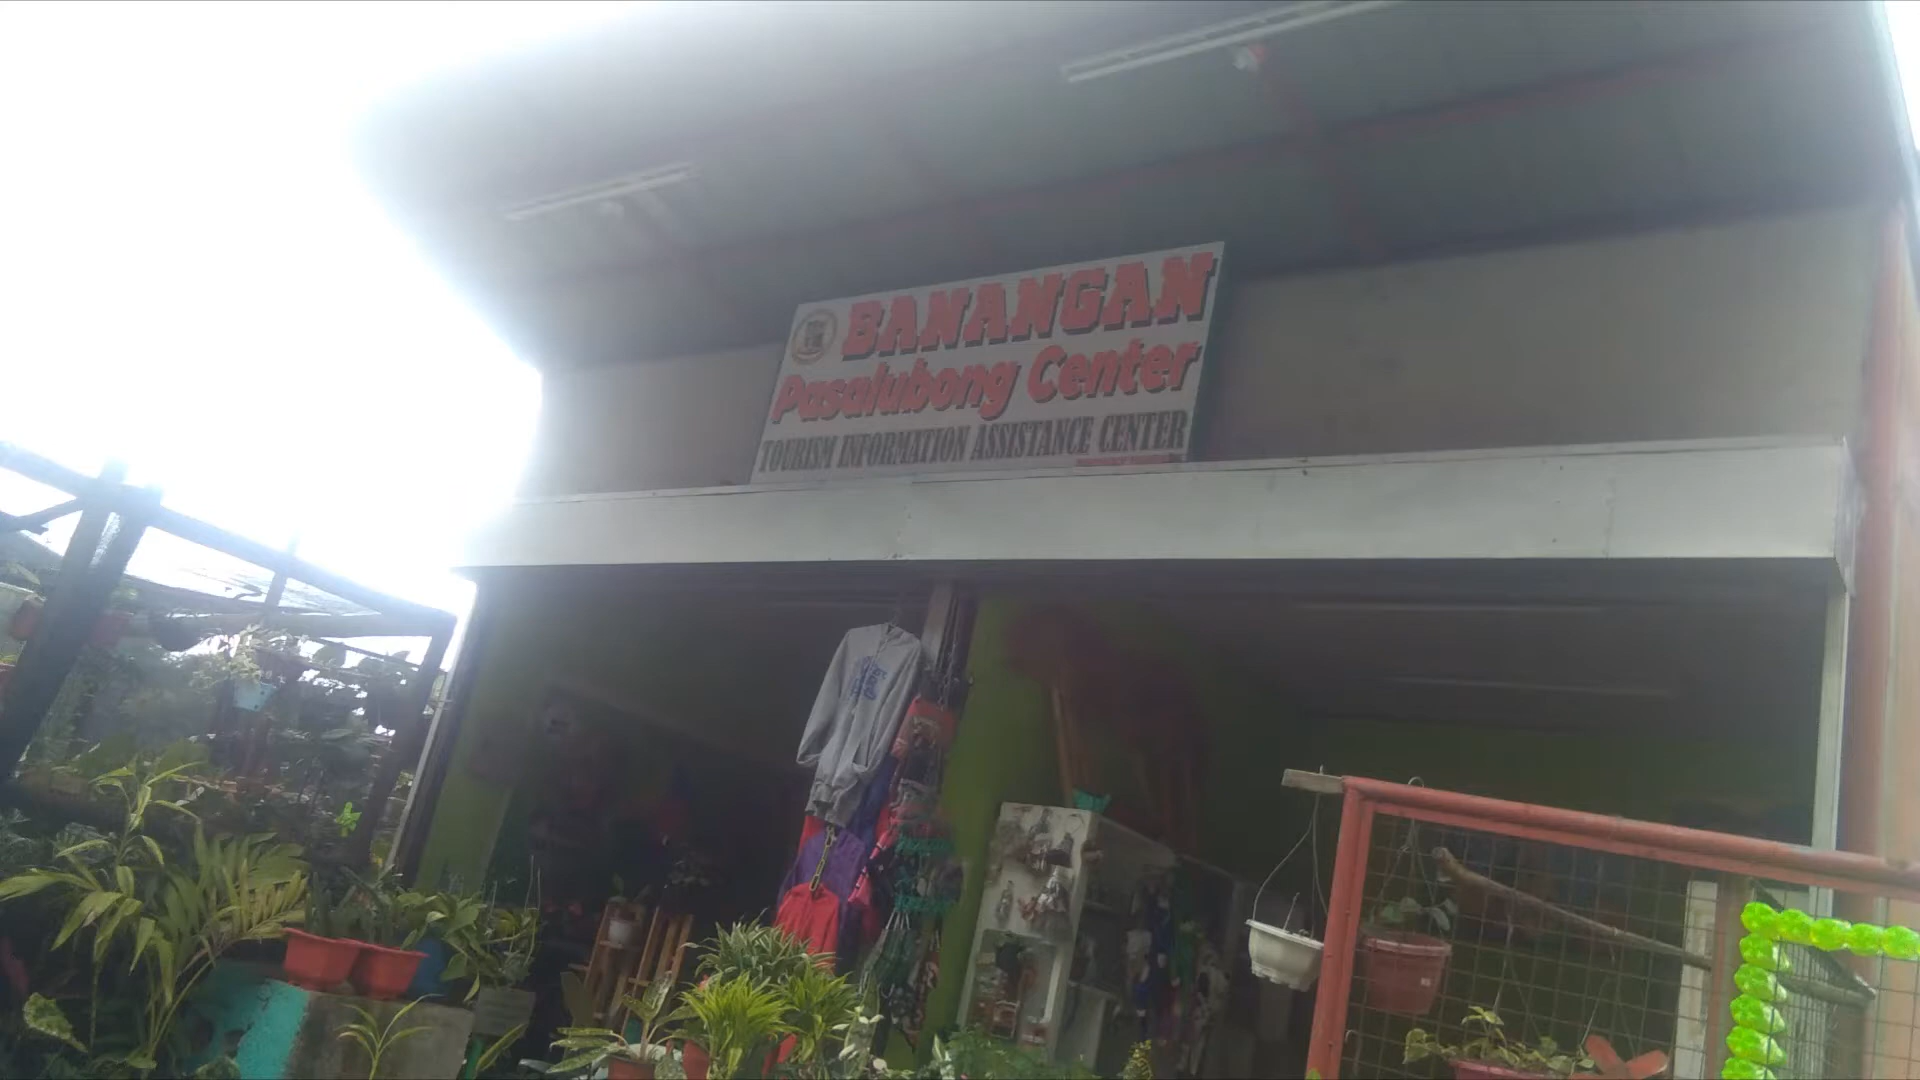 BANANGAN
Pasalubong Center
TOURISM INFORMATION ASSISTANCE CENTER